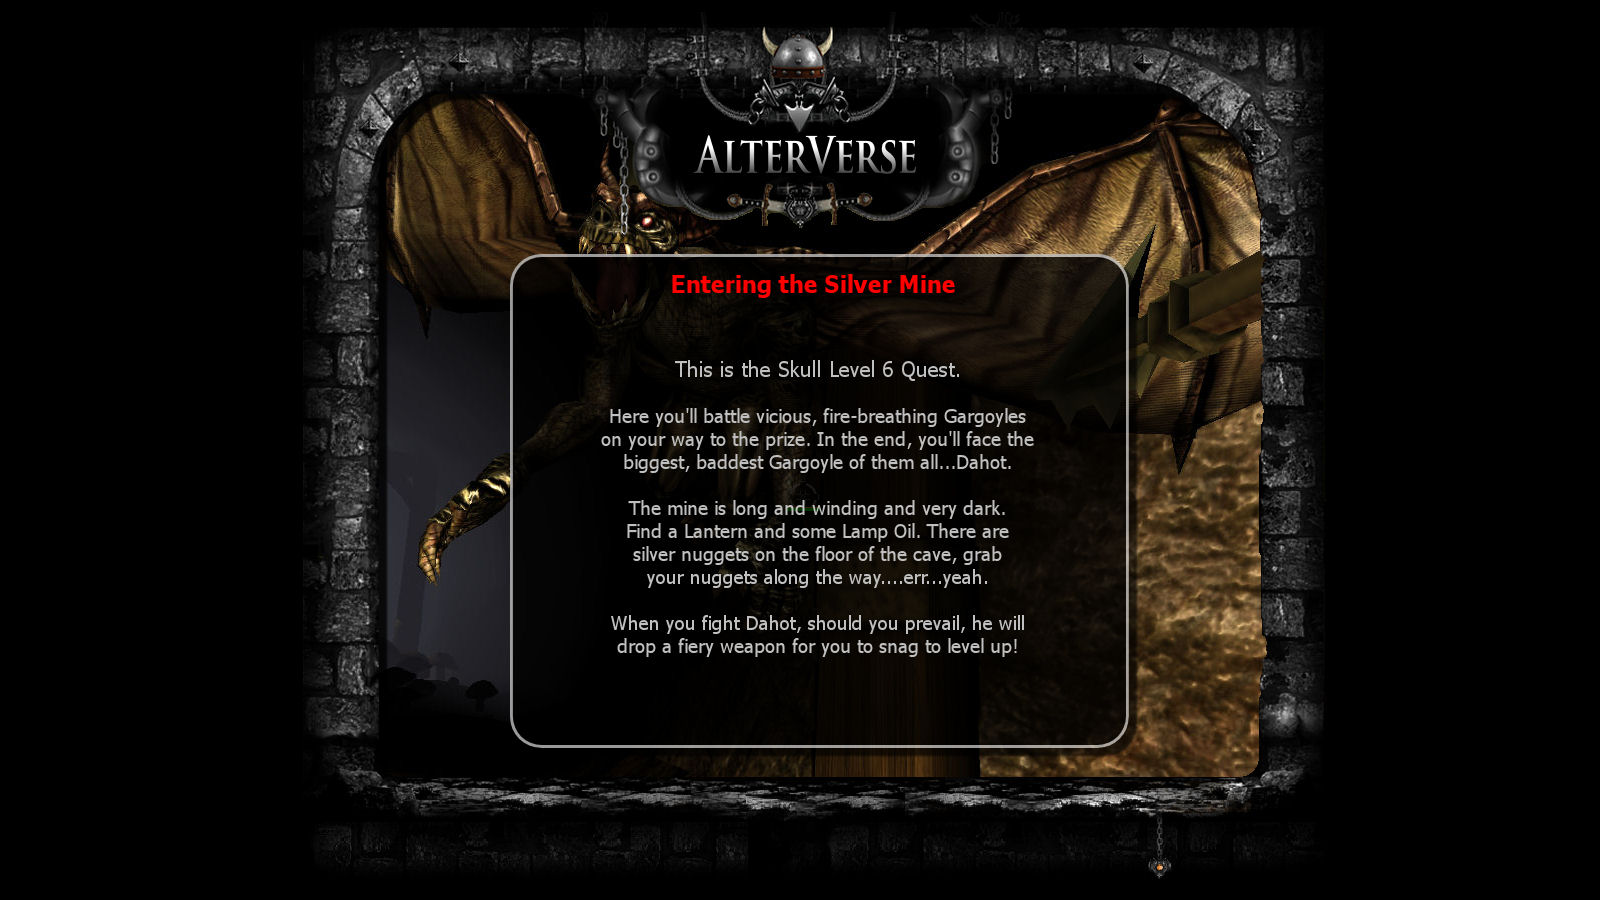 ALTERVERSE
Entering the Silver Mine
This is the Skull Level 6 Quest.
Here you'll battle vicious, fire-breathing Gargoyles
on your way to the prize. In the end, you'll face the
biggest, baddest Gargoyle of them all...Dahot.
The mine is long and winding and very dark.
Find a Lantern and some Lamp Oil. There are
silver nuggets on the floor of the cave, grab
your nuggets along the way....err...yeah.
When you fight Dahot, should you prevail, he will
drop a fiery weapon for you to snag to level up!